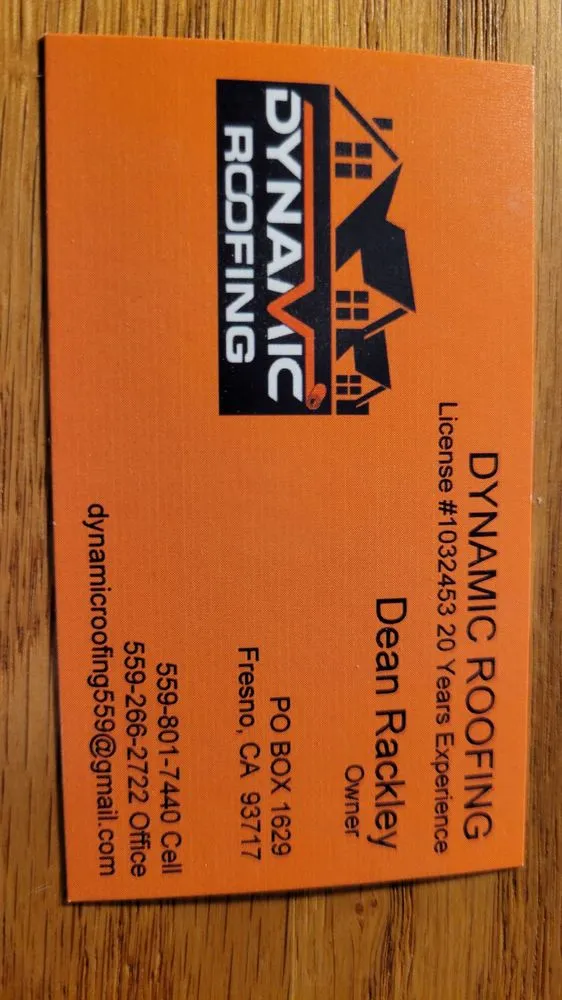 DYNAMIC ROOFING
License #1032453 20 Years Experience
DYNAMIC
ROOFING
Dean Rackley
Owner
PO BOX 1629
Fresno, CA 93717
559-801-7440 Cell
559-266-2722 Office
dynamicroofing559@gmail.com